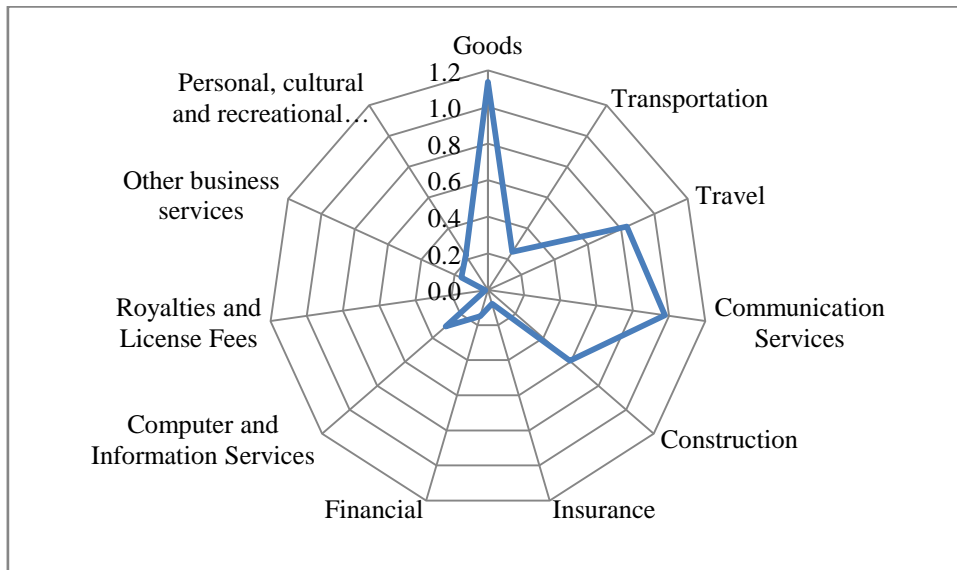 Goods
Transportation
Travel
Communication
Services
Construction
Insurance
Financial
Computer and
Information Services
Royalties and
License Fees
Other business
services
Personal, cultural
and recreational…
1.2
1.0
0.8
0.6
0.4
0.2
0.0